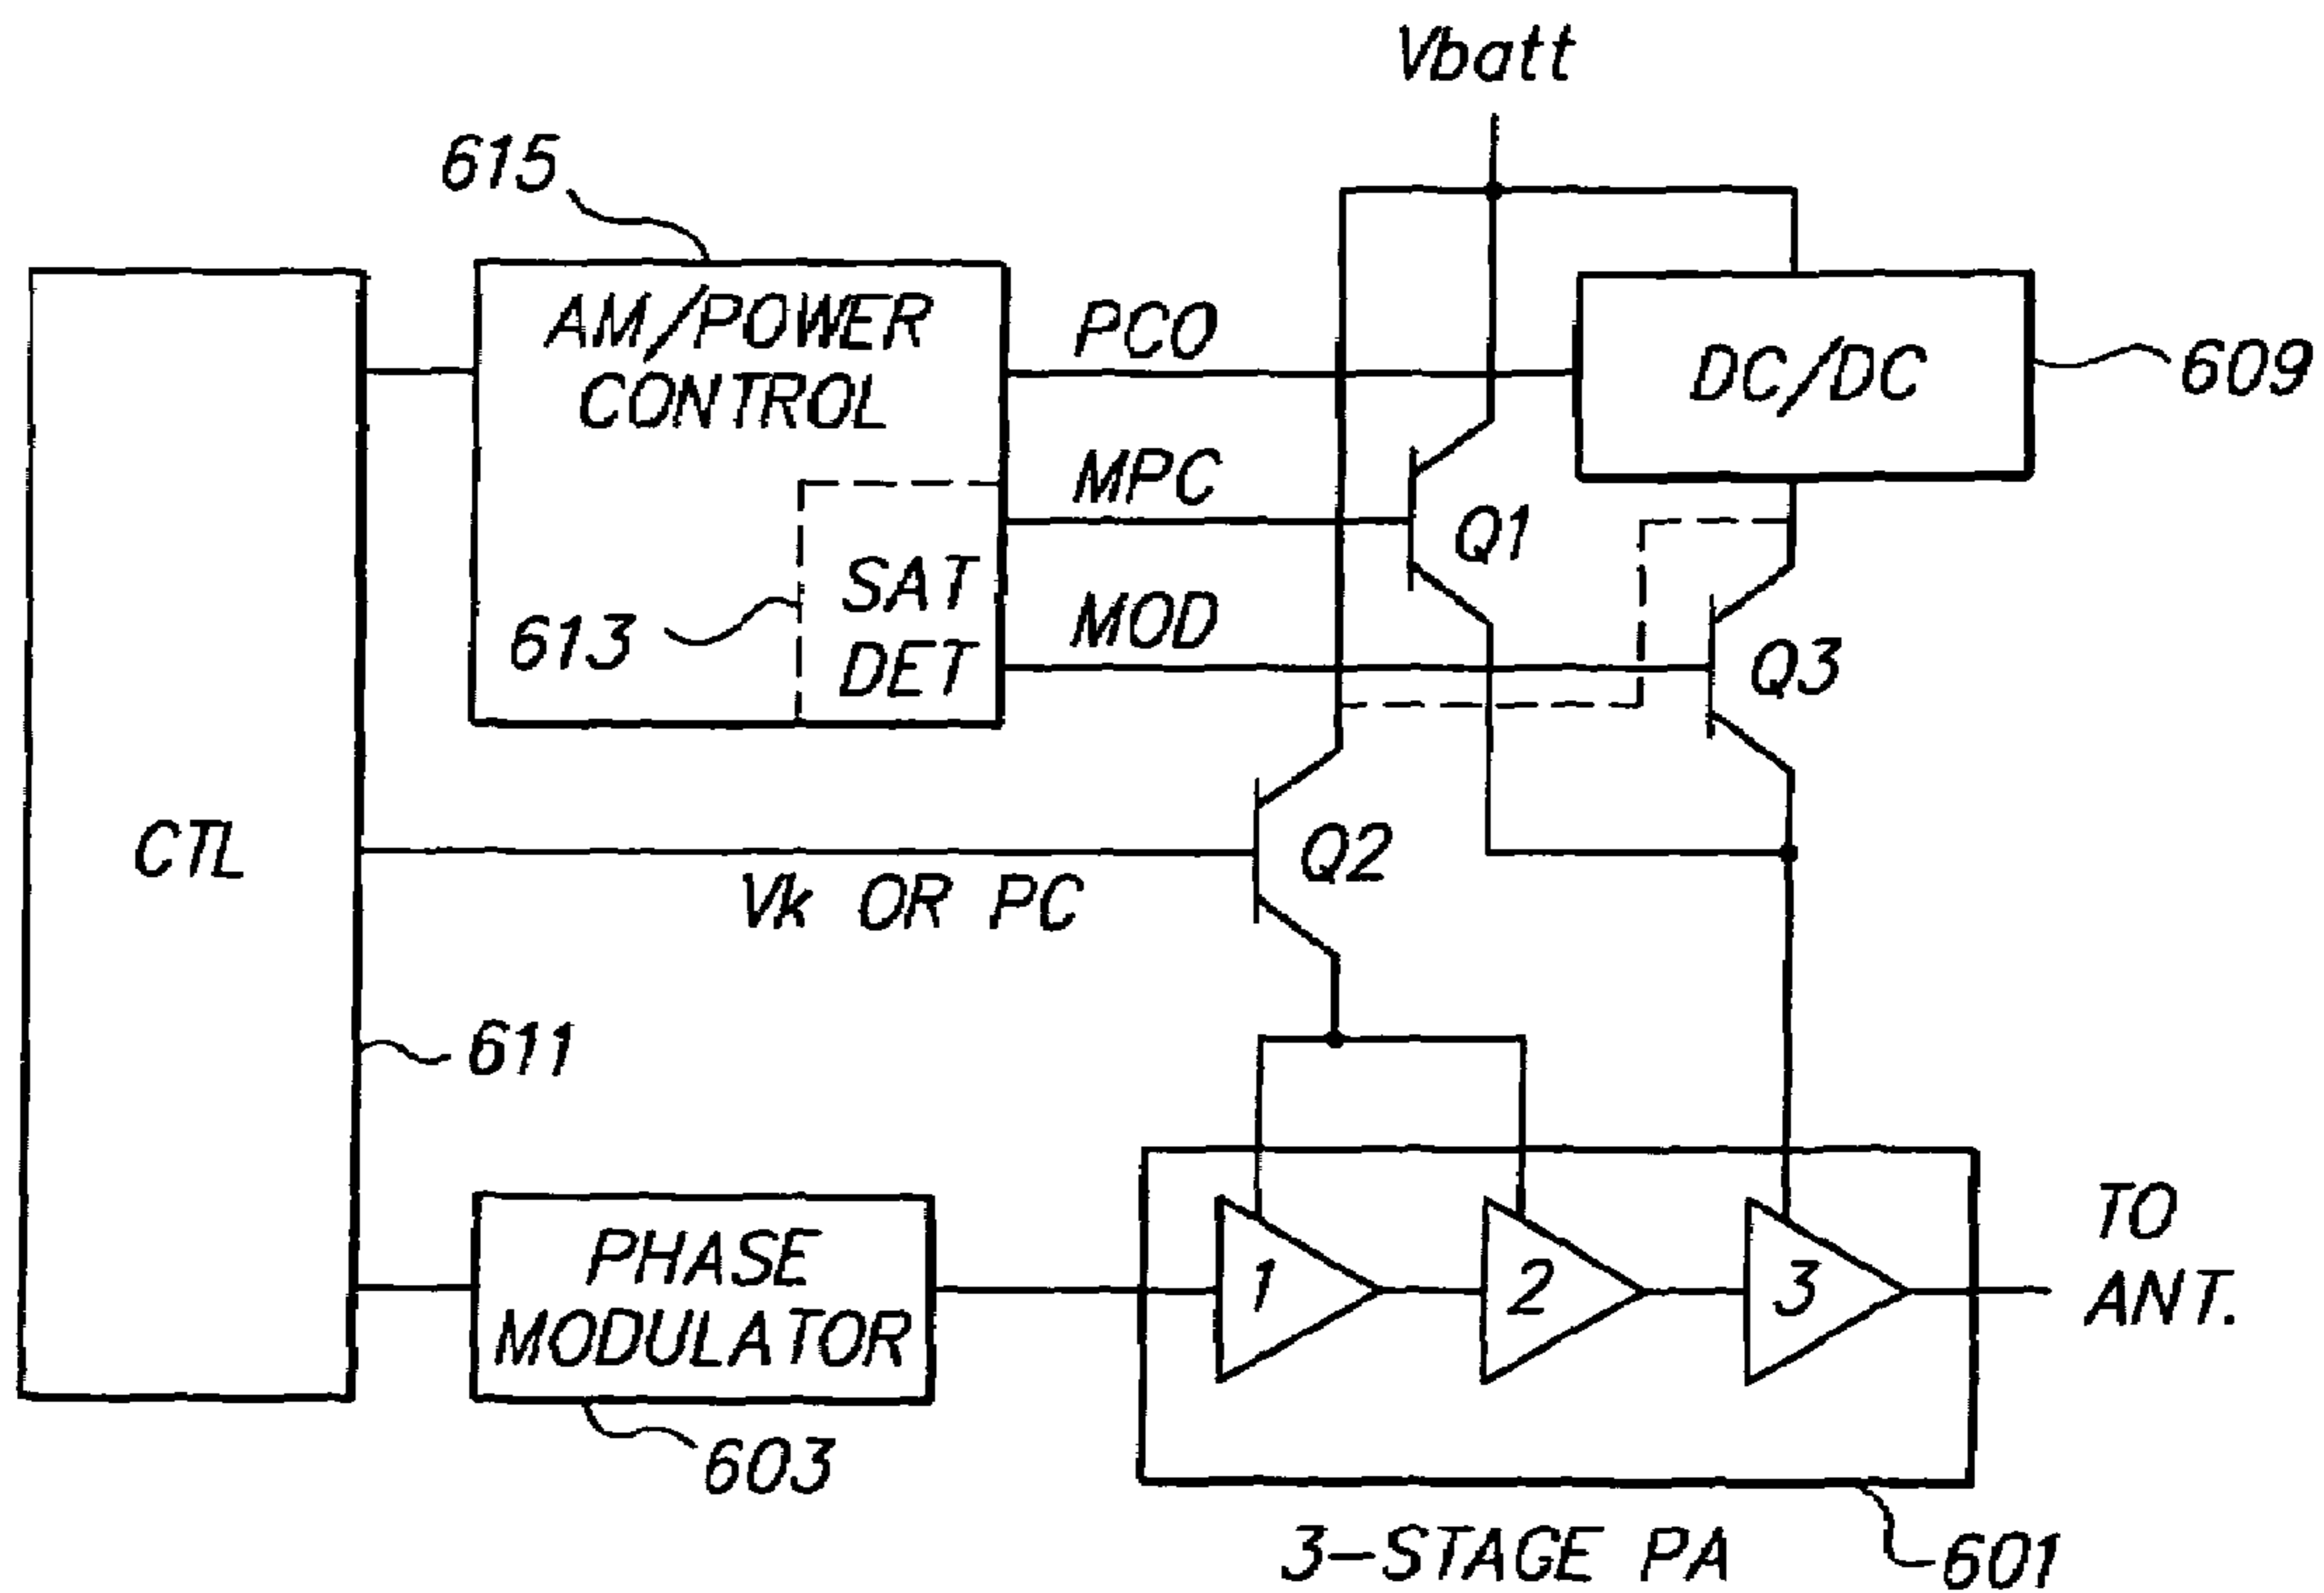 Vbatt
615
AM/POWER
CONTROL
PCO
DC/DC
609
MPC
Q1
SAT
DET
613
MOD
Q3
CTL
Q2
Vk OR PC
611
PHASE
MODULATOR
603
1
2
3
TO
ANT.
3-STAGE PA
601